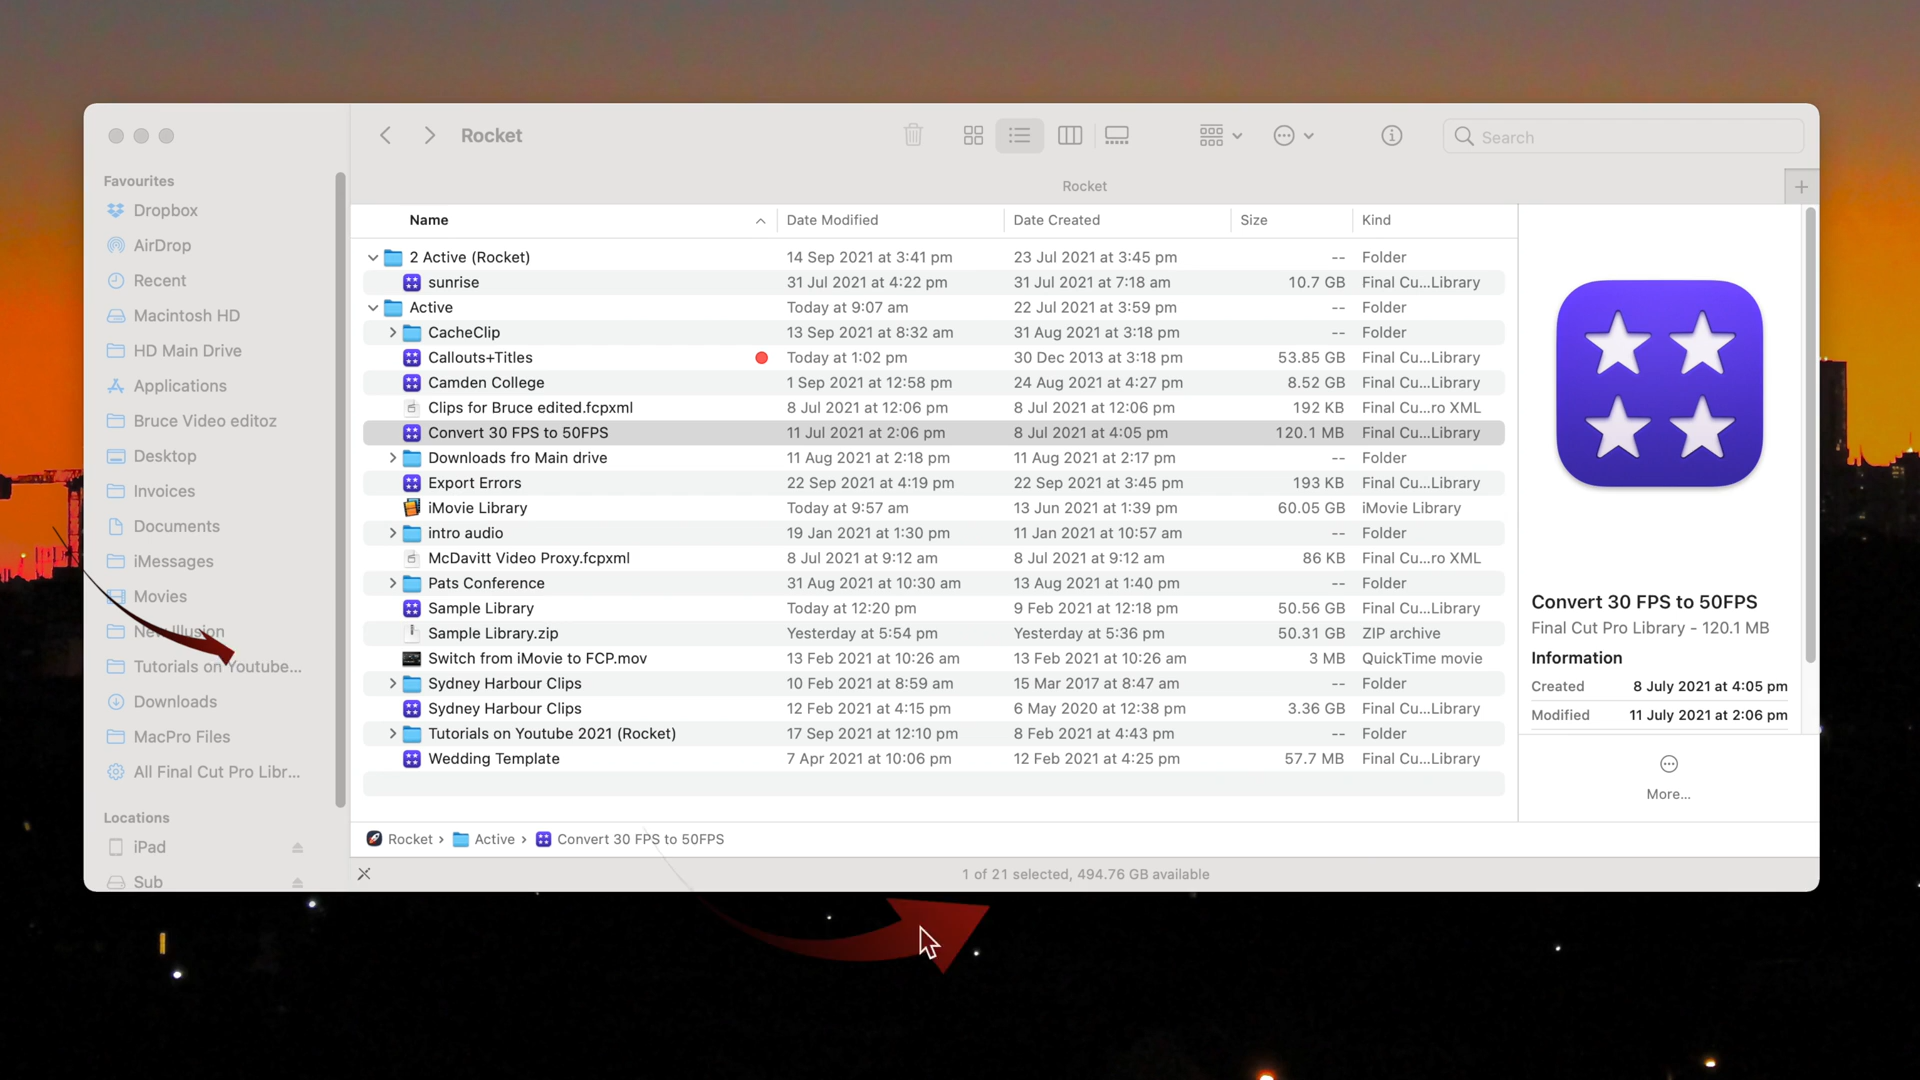 Rocket
Search
Rocket
Favourites
Dropbox
AirDrop
Recent
Macintosh HD
HD Main Drive
Applications
Bruce Video editoz
Desktop
Invoices
Documents
iMessages
Movies
New Illusion
Tutorials on Youtube...
Downloads
MacPro Files
All Final Cut Pro Libr...
Locations
iPad
Sub
Name Date Modified Date Created Size Kind
2 Active (Rocket) 14 Sep 2021 at 3:41 pm 23 Jul 2021 at 3:45 pm -- Folder
sunrise 31 Jul 2021 at 4:22 pm 31 Jul 2021 at 7:18 am 10.7 GB Final Cu...Library
Active Today at 9:07 am 22 Jul 2021 at 3:59 pm -- Folder
CacheClip 13 Sep 2021 at 8:32 am 31 Aug 2021 at 3:18 pm -- Folder
Callouts+Titles Today at 1:02 pm 30 Dec 2013 at 3:18 pm 53.85 GB Final Cu...Library
Camden College 1 Sep 2021 at 12:58 pm 24 Aug 2021 at 4:27 pm 8.52 GB Final Cu...Library
Clips for Bruce edited.fcpxml 8 Jul 2021 at 12:06 pm 8 Jul 2021 at 12:06 pm 192 KB Final Cu...ro XML
Convert 30 FPS to 50FPS 11 Jul 2021 at 2:06 pm 8 Jul 2021 at 4:05 pm 120.1 MB Final Cu...Library
Downloads fro Main drive 11 Aug 2021 at 2:18 pm 11 Aug 2021 at 2:17 pm -- Folder
Export Errors 22 Sep 2021 at 4:19 pm 22 Sep 2021 at 3:45 pm 193 KB Final Cu...Library
iMovie Library Today at 9:57 am 13 Jun 2021 at 1:39 pm 60.05 GB iMovie Library
intro audio 19 Jan 2021 at 1:30 pm 11 Jan 2021 at 10:57 am -- Folder
McDavitt Video Proxy.fcpxml 8 Jul 2021 at 9:12 am 8 Jul 2021 at 9:12 am 86 KB Final Cu...ro XML
Pats Conference 31 Aug 2021 at 10:30 am 13 Aug 2021 at 1:40 pm -- Folder
Sample Library Today at 12:20 pm 9 Feb 2021 at 12:18 pm 50.56 GB Final Cu...Library
Sample Library.zip Yesterday at 5:54 pm Yesterday at 5:36 pm 50.31 GB ZIP archive
Switch from iMovie to FCP.mov 13 Feb 2021 at 10:26 am 13 Feb 2021 at 10:26 am 3 MB QuickTime movie
Sydney Harbour Clips 10 Feb 2021 at 8:59 am 15 Mar 2017 at 8:47 am -- Folder
Sydney Harbour Clips 12 Feb 2021 at 4:15 pm 6 May 2020 at 12:38 pm 3.36 GB Final Cu...Library
Tutorials on Youtube 2021 (Rocket) 17 Sep 2021 at 12:10 pm 8 Feb 2021 at 4:43 pm -- Folder
Wedding Template 7 Apr 2021 at 10:06 pm 12 Feb 2021 at 4:25 pm 57.7 MB Final Cu...Library
Convert 30 FPS to 50FPS
Final Cut Pro Library - 120.1 MB
Information
Created 8 July 2021 at 4:05 pm
Modified 11 July 2021 at 2:06 pm
More...
Rocket › Active › Convert 30 FPS to 50FPS
1 of 21 selected, 494.76 GB available